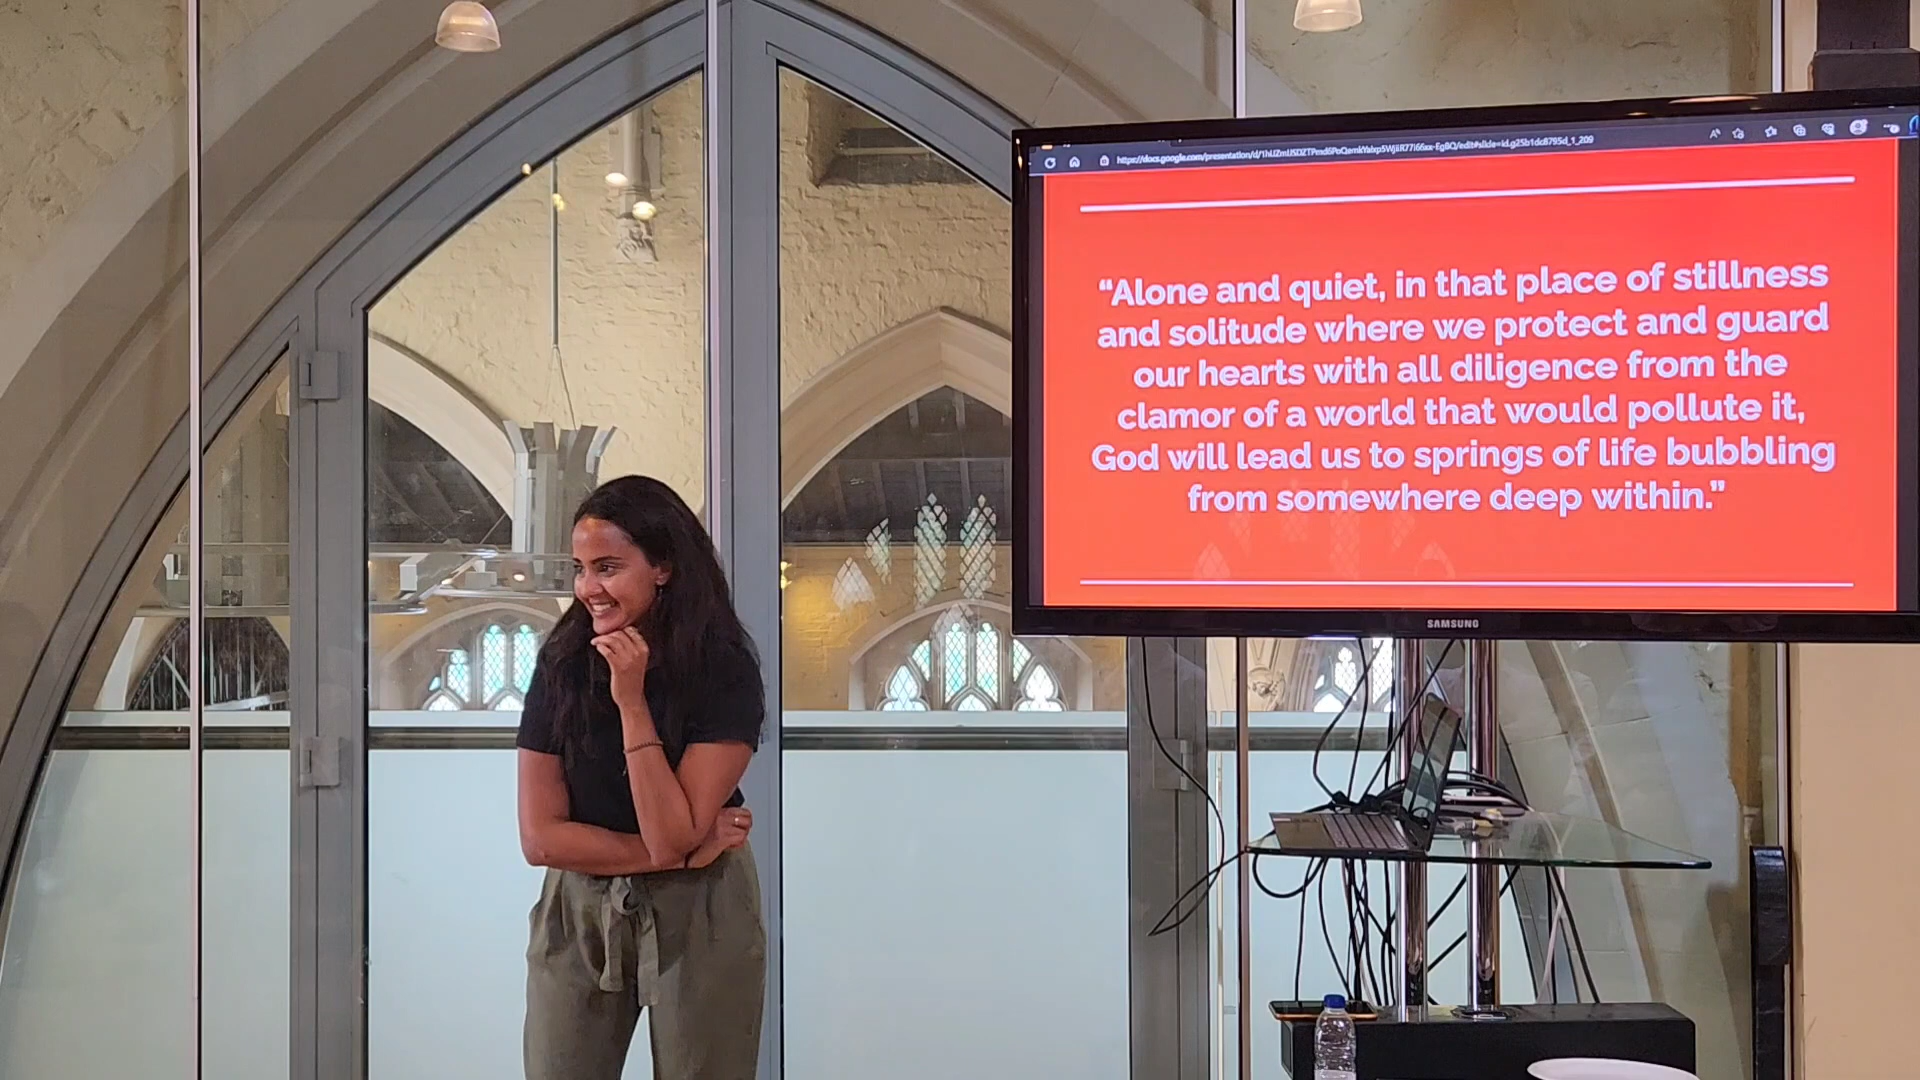 “Alone and quiet, in that place of stillness
and solitude where we protect and guard
our hearts with all diligence from the
clamor of a world that would pollute it,
God will lead us to springs of life bubbling
from somewhere deep within.”
SAMSUNG